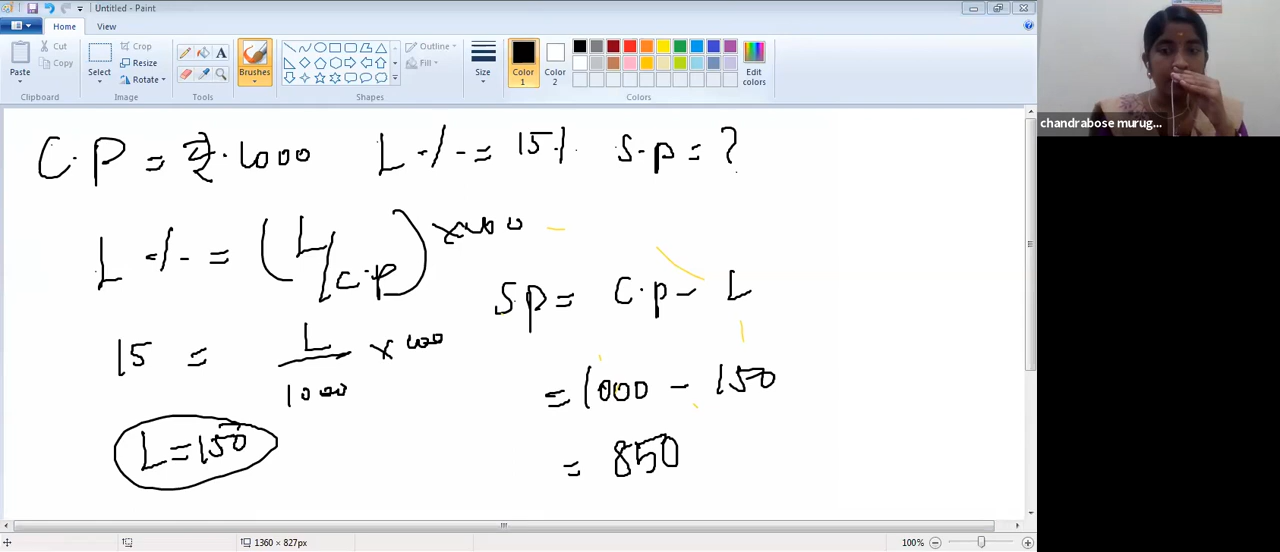 Untitled - Paint
Home View
Paste
Cut
Copy
Clipboard
Select
Crop
Resize
Rotate
Image
Tools
Brushes
Shapes
Outline
Fill
Size
Color 1
Color 2
Edit colors
Colors
chandrabose murug...
C.P = ₹.1000 L ./. = 15./. S.p = ?
L ./. = (L/C.P) ×100
S.p = C.p - L
15 = L/1000 × 100
= 1000 - 150
L = 150
= 850
1360 × 827px
100%